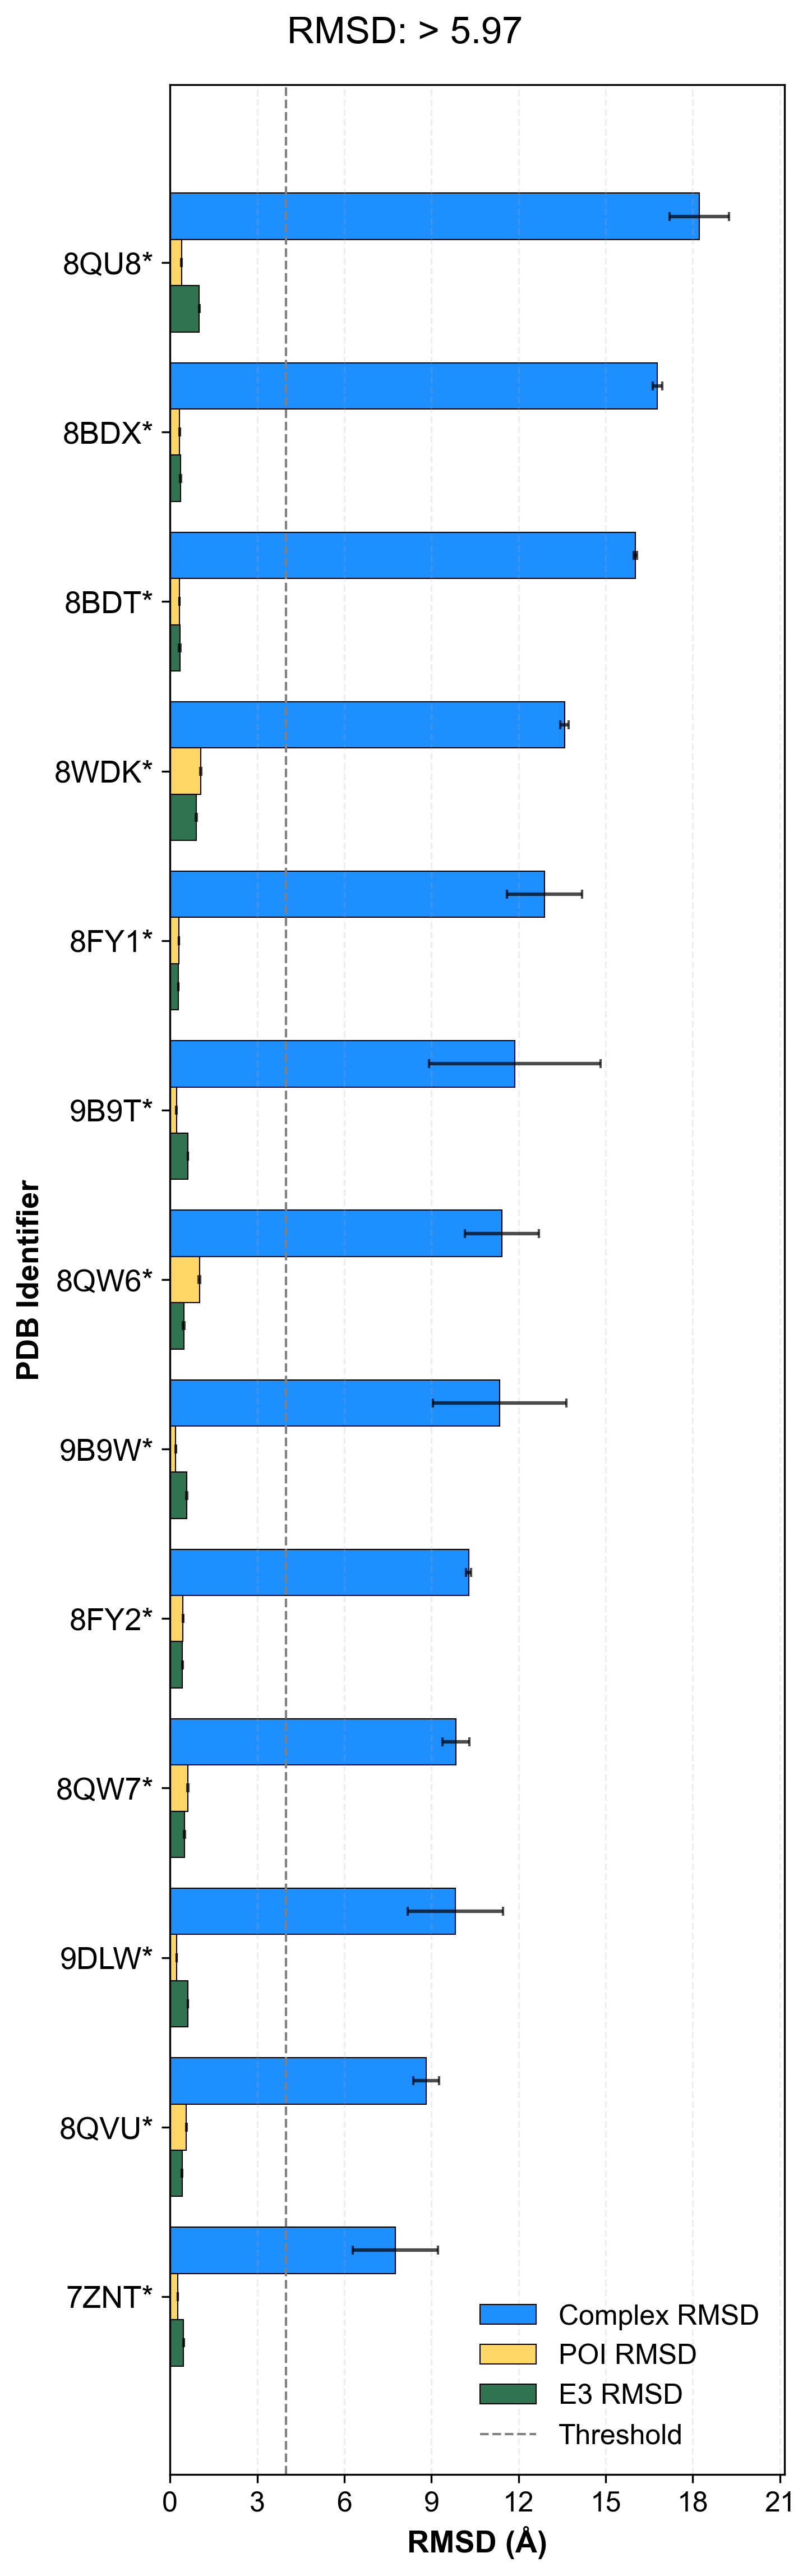 RMSD: > 5.97
8QU8*
8BDX*
8BDT*
8WDK*
8FY1*
9B9T*
8QW6*
9B9W*
8FY2*
8QW7*
9DLW*
8QVU*
7ZNT*
PDB Identifier
Complex RMSD
POI RMSD
E3 RMSD
Threshold
0 3 6 9 12 15 18 21
RMSD (Å)